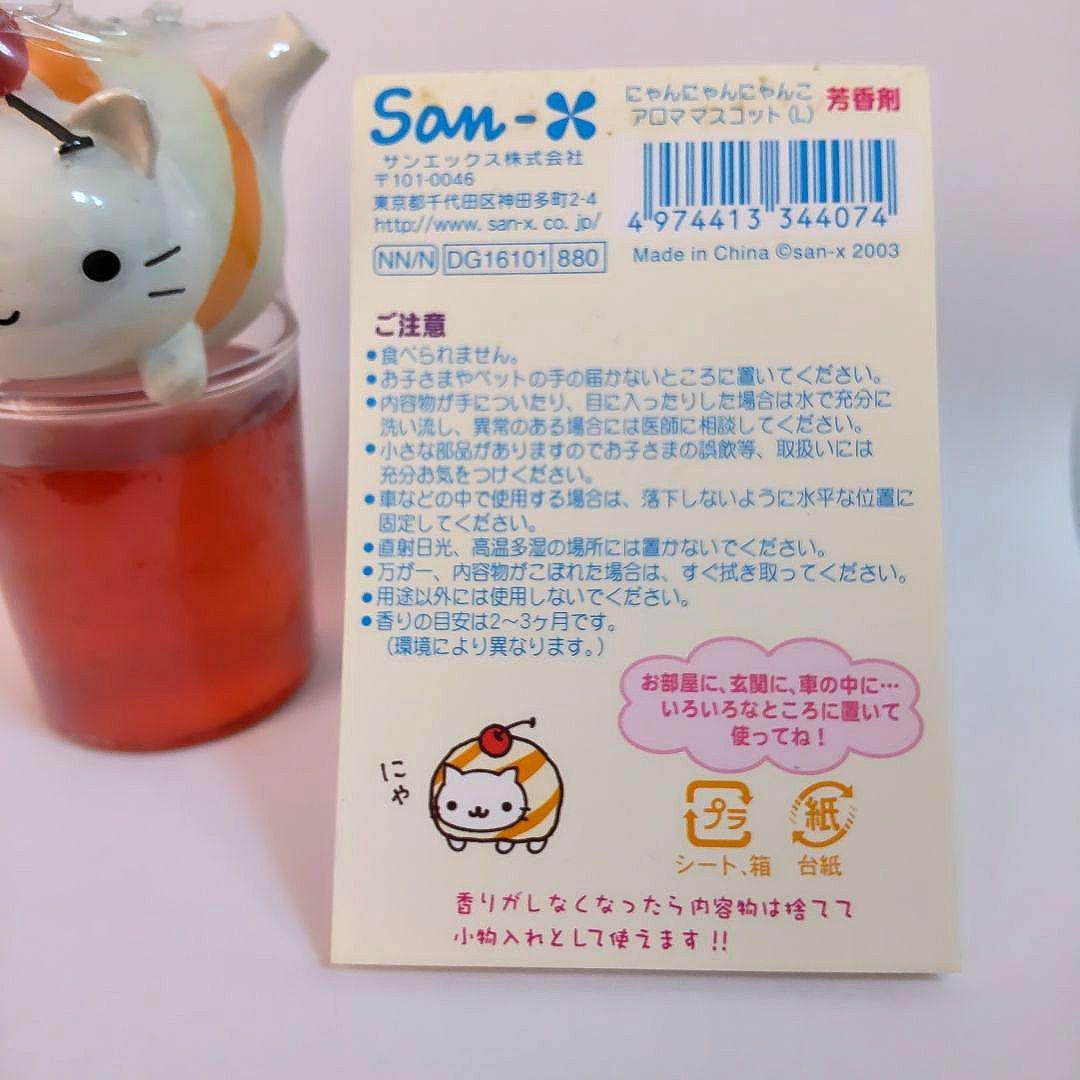 San-X
サンエックス株式会社
〒101-0046
東京都千代田区神田多町2-4
http://www.san-x.co.jp/
NN/N DG16101 880
にゃんにゃんにゃんこ
アロママスコット(L)
芳香剤
4 974413 344074
Made in China ©san-x 2003
ご注意
●食べられません。
●お子さまやペットの手の届かないところに置いてください。
●内容物が手についたり、目に入ったりした場合は水で充分に
洗い流し、異常のある場合には医師に相談してください。
●小さな部品がありますのでお子さまの誤飲等、取扱いには
充分お気をつけください。
●車などの中で使用する場合は、落下しないように水平な位置に
固定してください。
●直射日光、高温多湿の場所には置かないでください。
●万が一、内容物がこぼれた場合は、すぐ拭き取ってください。
●用途以外には使用しないでください。
●香りの目安は2～3ヶ月です。
（環境により異なります。）
お部屋に、玄関に、車の中に…
いろいろなところに置いて
使ってね！
にゃ
プラ
シート、箱
紙
台紙
香りがしなくなったら内容物は捨てて
小物入れとして使えます!!